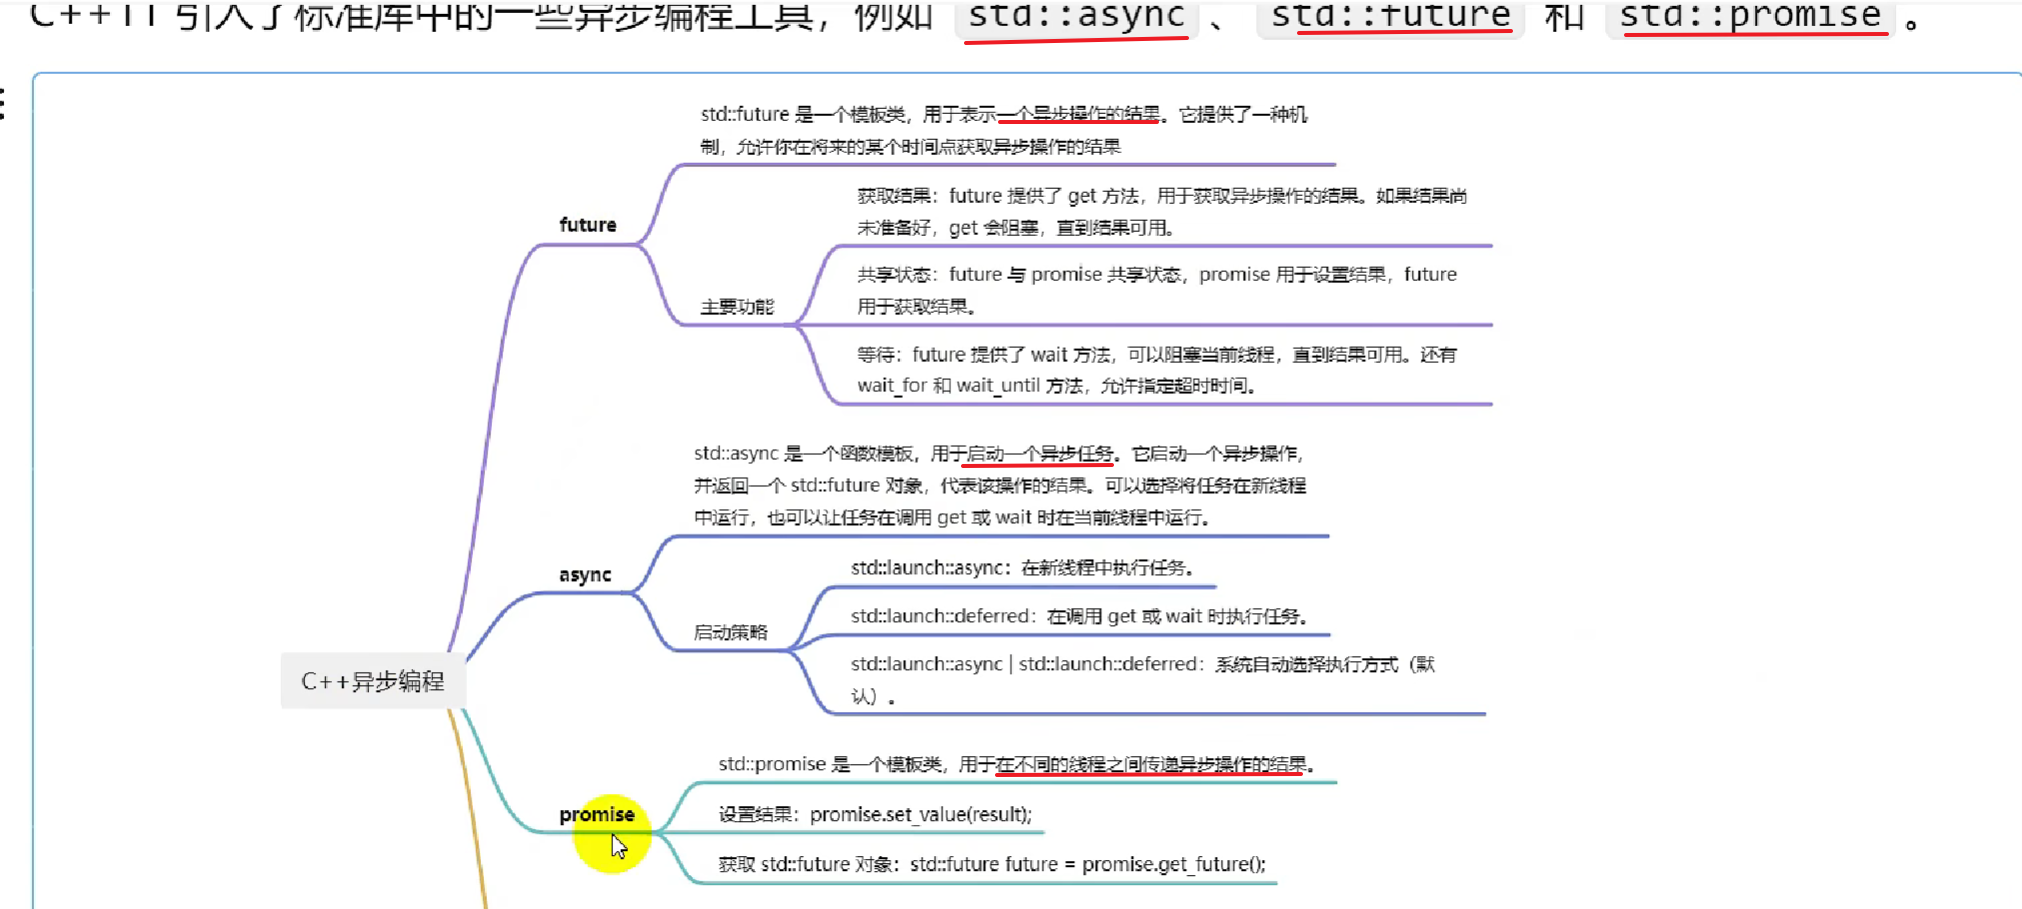 C++11 引入了标准库中的一些异步编程工具，例如 std::async 、 std::future 和 std::promise 。
std::future 是一个模板类，用于表示一个异步操作的结果。它提供了一种机
制，允许你在将来的某个时间点获取异步操作的结果
future
获取结果：future 提供了 get 方法，用于获取异步操作的结果。如果结果尚
未准备好，get 会阻塞，直到结果可用。
共享状态：future 与 promise 共享状态，promise 用于设置结果，future
用于获取结果。
主要功能
等待：future 提供了 wait 方法，可以阻塞当前线程，直到结果可用。还有
wait_for 和 wait_until 方法，允许指定超时时间。
std::async 是一个函数模板，用于启动一个异步任务。它启动一个异步操作，
并返回一个 std::future 对象，代表该操作的结果。可以选择将任务在新线程
中运行，也可以让任务在调用 get 或 wait 时在当前线程中运行。
async
std::launch::async：在新线程中执行任务。
std::launch::deferred：在调用 get 或 wait 时执行任务。
启动策略
std::launch::async | std::launch::deferred：系统自动选择执行方式（默
认）。
C++异步编程
std::promise 是一个模板类，用于在不同的线程之间传递异步操作的结果。
promise
设置结果：promise.set_value(result);
获取 std::future 对象：std::future future = promise.get_future();